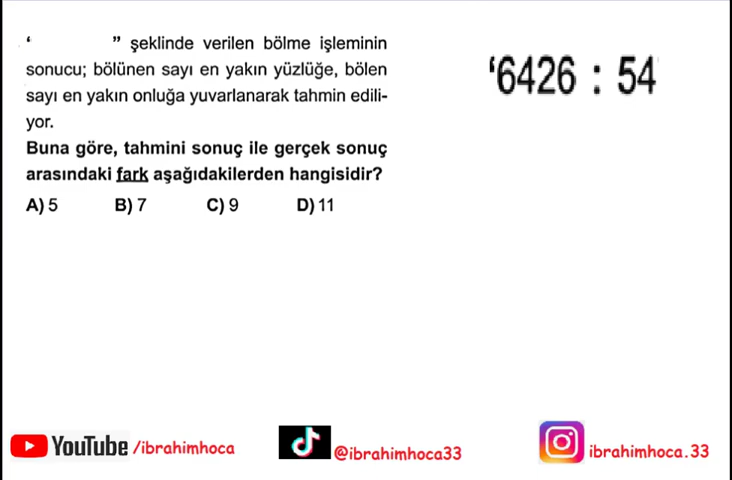 ‘ ” şeklinde verilen bölme işleminin
sonucu; bölünen sayı en yakın yüzlüğe, bölen
sayı en yakın onluğa yuvarlanarak tahmin edili-
yor.
Buna göre, tahmini sonuç ile gerçek sonuç
arasındaki fark aşağıdakilerden hangisidir?
A) 5 B) 7 C) 9 D) 11
‘6426 : 54
YouTube /ibrahimhoca
@ibrahimhoca33
ibrahimhoca.33